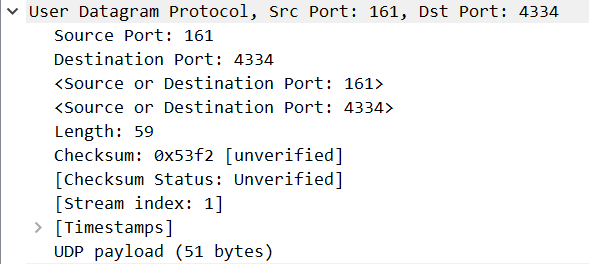 User Datagram Protocol, Src Port: 161, Dst Port: 4334
Source Port: 161
Destination Port: 4334
<Source or Destination Port: 161>
<Source or Destination Port: 4334>
Length: 59
Checksum: 0x53f2 [unverified]
[Checksum Status: Unverified]
[Stream index: 1]
[Timestamps]
UDP payload (51 bytes)